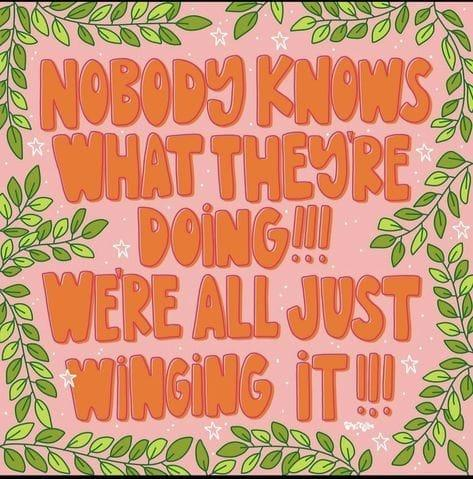 NOBODY KNOWS
WHAT THEY'RE
DOiNG!!!
WE'RE ALL JUST
WiNGiNG iT!!!